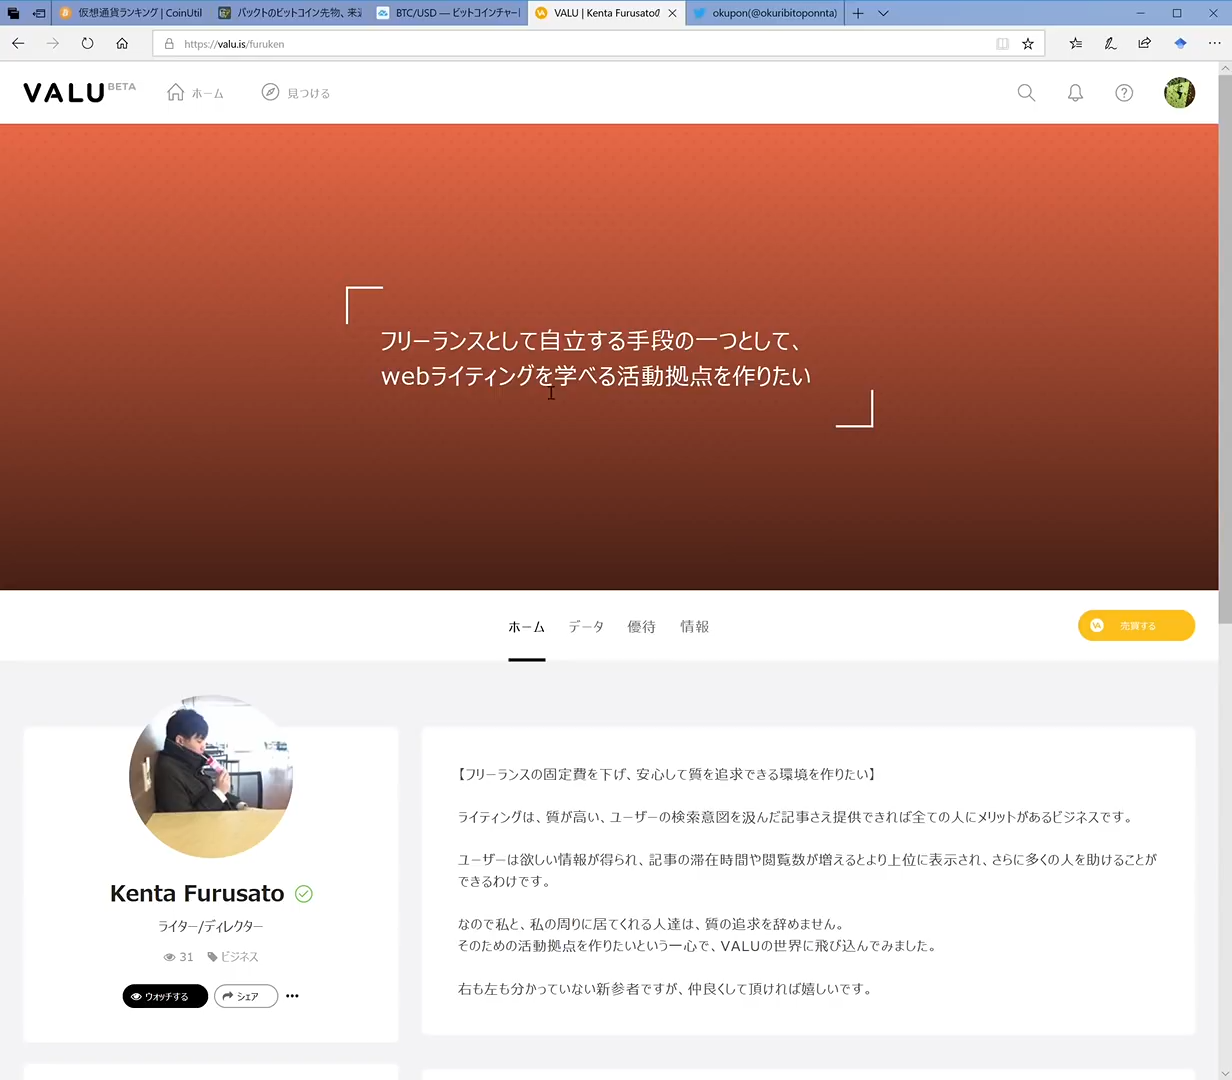 仮想通貨ランキング | CoinUtil
バックトのビットコイン先物、来
BTC/USD — ビットコインチャート
VALU | Kenta Furusatoの
okupon(@okuribitoponnta)
https://valu.is/furuken
VALU BETA
ホーム
見つける
フリーランスとして自立する手段の一つとして、
webライティングを学べる活動拠点を作りたい
ホーム
データ
優待
情報
売買する
【フリーランスの固定費を下げ、安心して質を追求できる環境を作りたい】
ライティングは、質が高い、ユーザーの検索意図を汲んだ記事さえ提供できれば全ての人にメリットがあるビジネスです。
ユーザーは欲しい情報が得られ、記事の滞在時間や閲覧数が増えるとより上位に表示され、さらに多くの人を助けることが
できるわけです。
なので私と、私の周りに居てくれる人達は、質の追求を辞めません。
そのための活動拠点を作りたいという一心で、VALUの世界に飛び込んでみました。
右も左も分かっていない新参者ですが、仲良くして頂ければ嬉しいです。
Kenta Furusato
ライター/ディレクター
31
ビジネス
ウォッチする
シェア